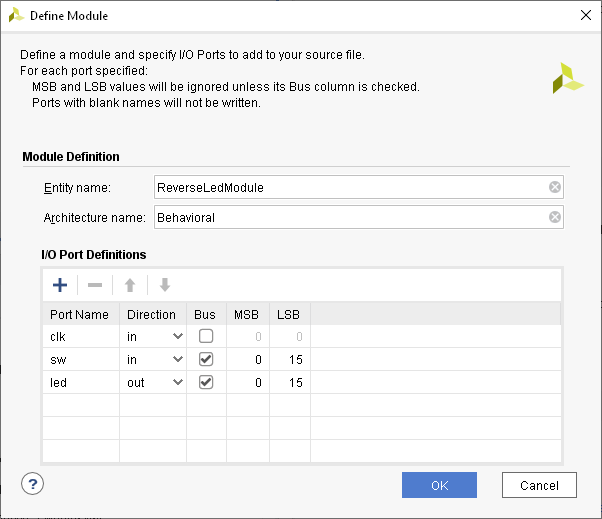 Define Module
Define a module and specify I/O Ports to add to your source file.
For each port specified:
MSB and LSB values will be ignored unless its Bus column is checked.
Ports with blank names will not be written.
Module Definition
Entity name: ReverseLedModule
Architecture name: Behavioral
I/O Port Definitions
Port Name Direction Bus MSB LSB
clk in 0 0
sw in 0 15
led out 0 15
? OK Cancel